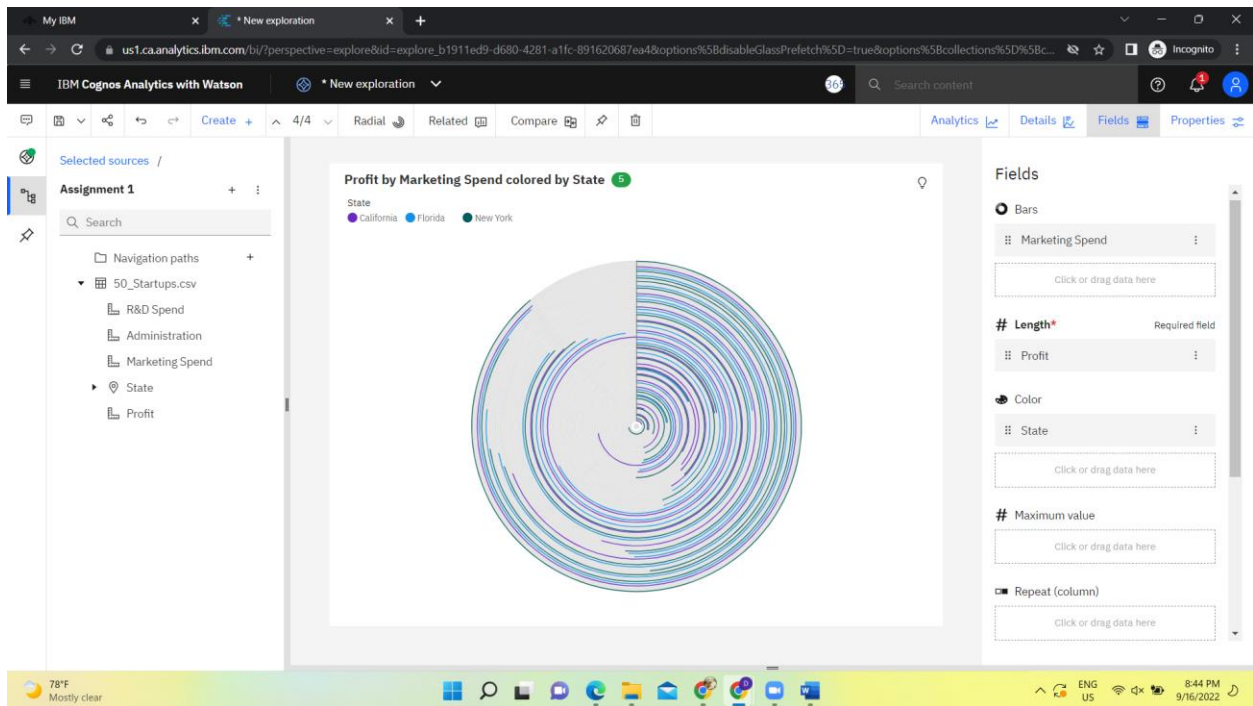 My IBM
* New exploration
us1.ca.analytics.ibm.com/bi/?perspective=explore&id=explore_b1911ed9-d680-4281-a1fc-891620687ea4&options%5BdisableGlassPrefetch%5D=true&options%5Bcollections%5D%5Bc...
Incognito
IBM Cognos Analytics with Watson
* New exploration
Search content
1
Create +
4/4
Radial
Related
Compare
Analytics
Details
Fields
Properties
Selected sources /
Assignment 1
Search
Navigation paths
50_Startups.csv
R&D Spend
Administration
Marketing Spend
State
Profit
Profit by Marketing Spend colored by State 5
State
California Florida New York
Fields
Bars
Marketing Spend
Click or drag data here
# Length* Required field
Profit
Click or drag data here
Color
State
Click or drag data here
# Maximum value
Click or drag data here
Repeat (column)
Click or drag data here
78°F
Mostly clear
ENG
US
8:44 PM
9/16/2022